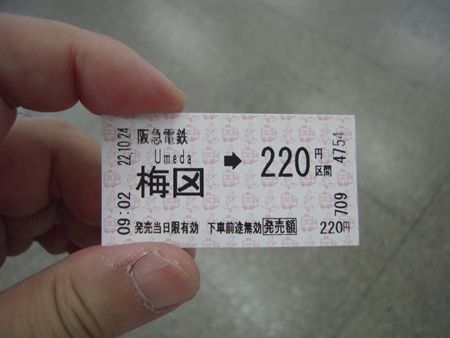 阪急電鉄
Umeda
梅図 ➡ 220円区間
発売当日限有効 下車前途無効 発売額 220円
22.10.24
09:02
4754
709